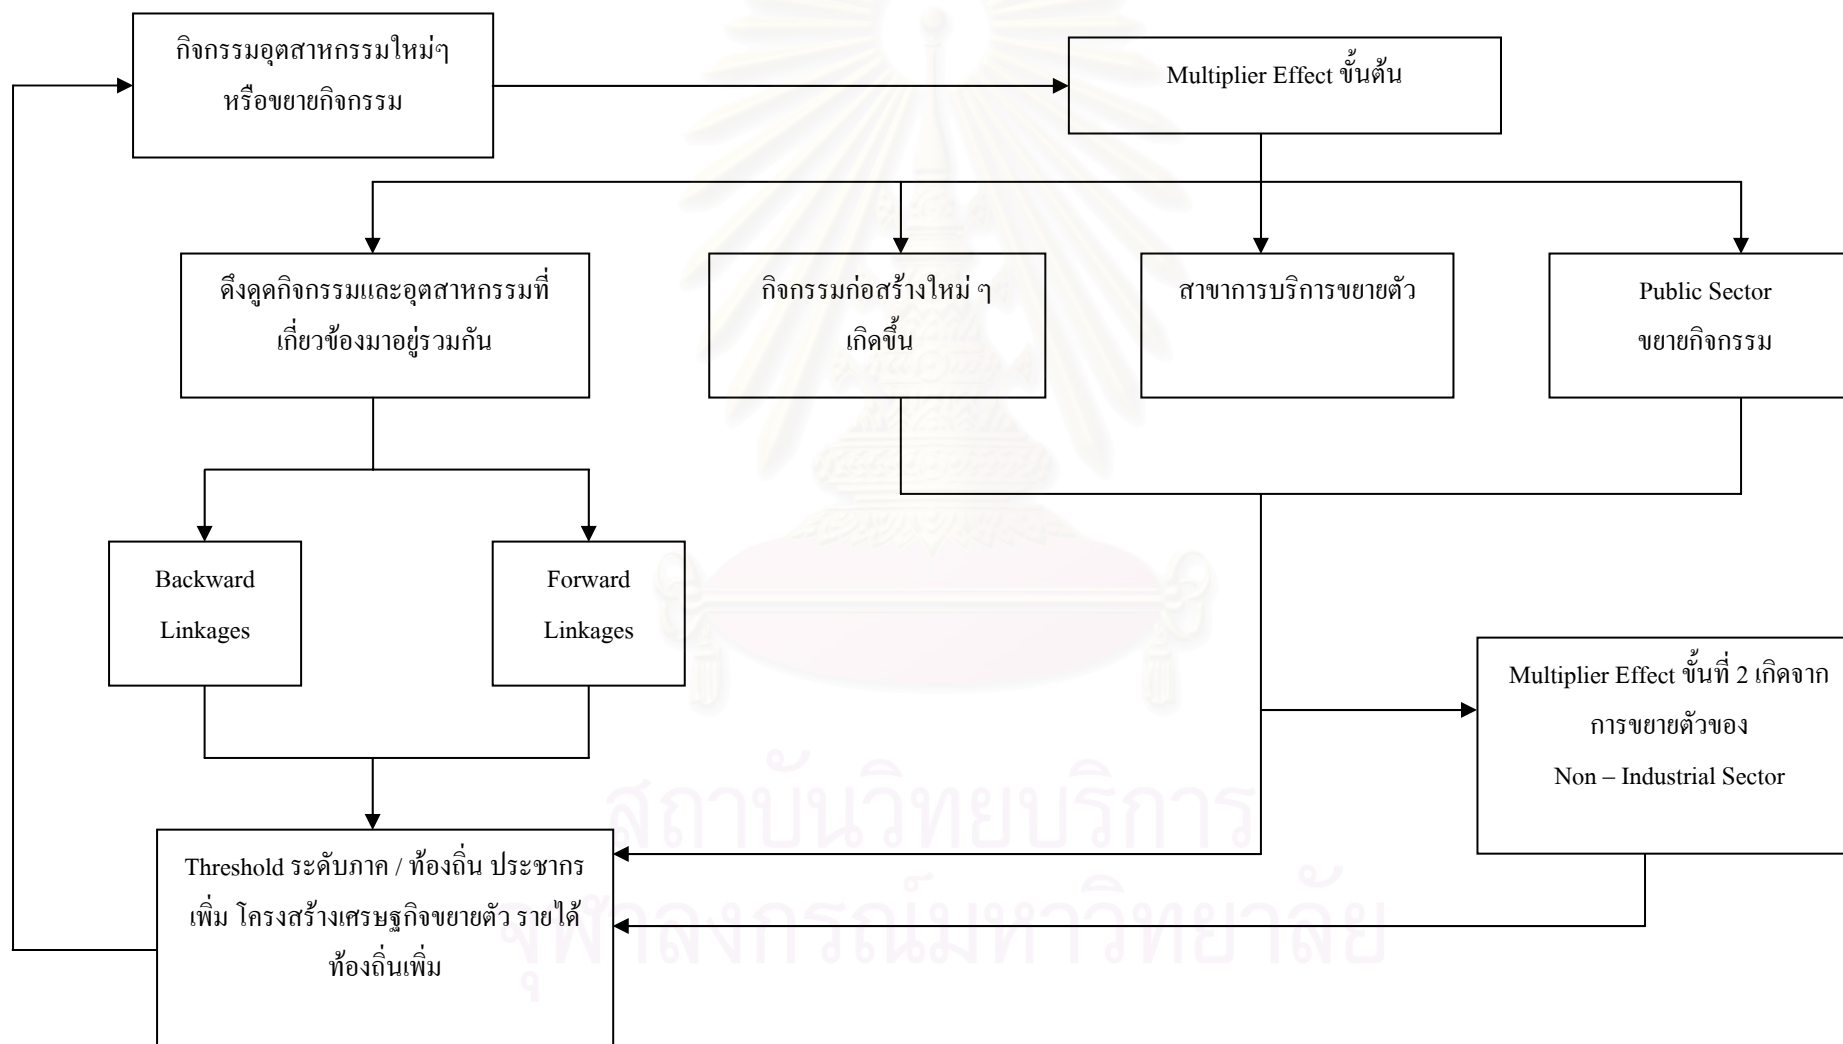 กิจกรรมอุตสาหกรรมใหม่ๆ
หรือขยายกิจกรรม
Multiplier Effect ขั้นต้น
ดึงดูดกิจกรรมและอุตสาหกรรมที่
เกี่ยวข้องมาอยู่รวมกัน
กิจกรรมก่อสร้างใหม่ ๆ
เกิดขึ้น
สาขาการบริการขยายตัว
Public Sector
ขยายกิจกรรม
Backward
Linkages
Forward
Linkages
Multiplier Effect ขั้นที่ 2 เกิดจาก
การขยายตัวของ
Non – Industrial Sector
Threshold ระดับภาค / ท้องถิ่น ประชากร
เพิ่ม โครงสร้างเศรษฐกิจขยายตัว รายได้
ท้องถิ่นเพิ่ม
สถาบันวิทยบริการ
จุฬาลงกรณ์มหาวิทยาลัย